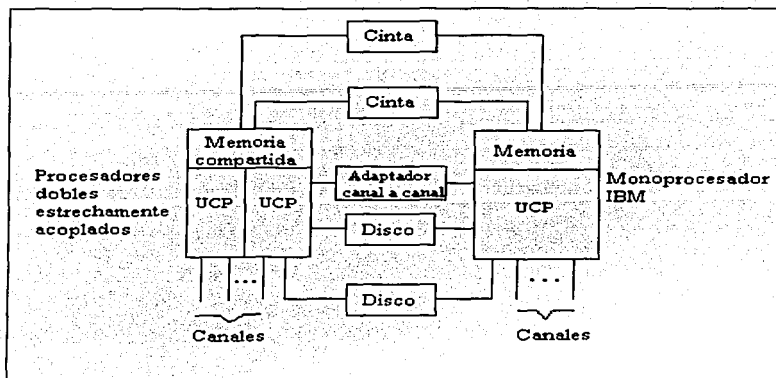 Cinta
Cinta
Memoria
compartida
Memoria
Procesadores
dobles
estrechamente
acoplados
UCP
UCP
Adaptador
canal a canal
UCP
Monoprocesador
IBM
Disco
...
...
Disco
Canales
Canales